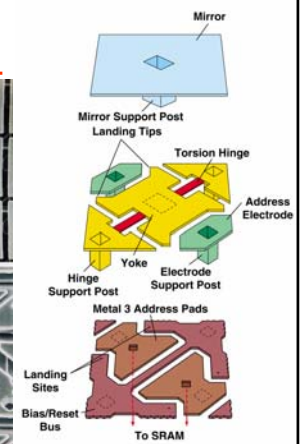 Mirror
Mirror Support Post
Landing Tips
Torsion Hinge
Address
Electrode
Yoke
Hinge
Support Post
Electrode
Support Post
Metal 3 Address Pads
Landing
Sites
Bias/Reset
Bus
To SRAM